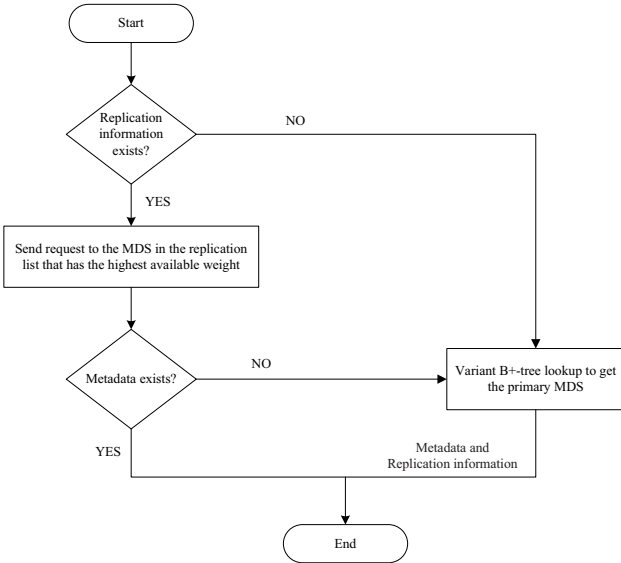 Start
Replication
information
exists?
NO
YES
Send request to the MDS in the replication
list that has the highest available weight
Metadata exists?
NO
Variant B+-tree lookup to get
the primary MDS
YES
Metadata and
Replication information
End